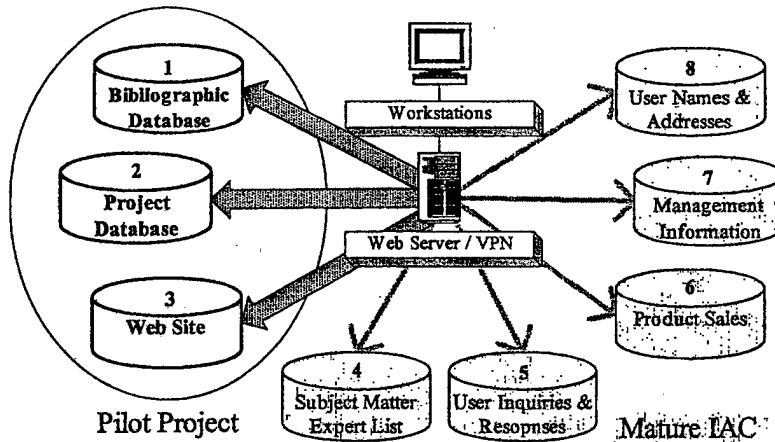 1
Bibliographic
Database
2
Project
Database
3
Web Site
Pilot Project
Workstations
Web Server / VPN
4
Subject Matter
Expert List
5
User Inquiries &
Resopnses
8
User Names &
Addresses
7
Management
Information
6
Product Sales
Mature IAC